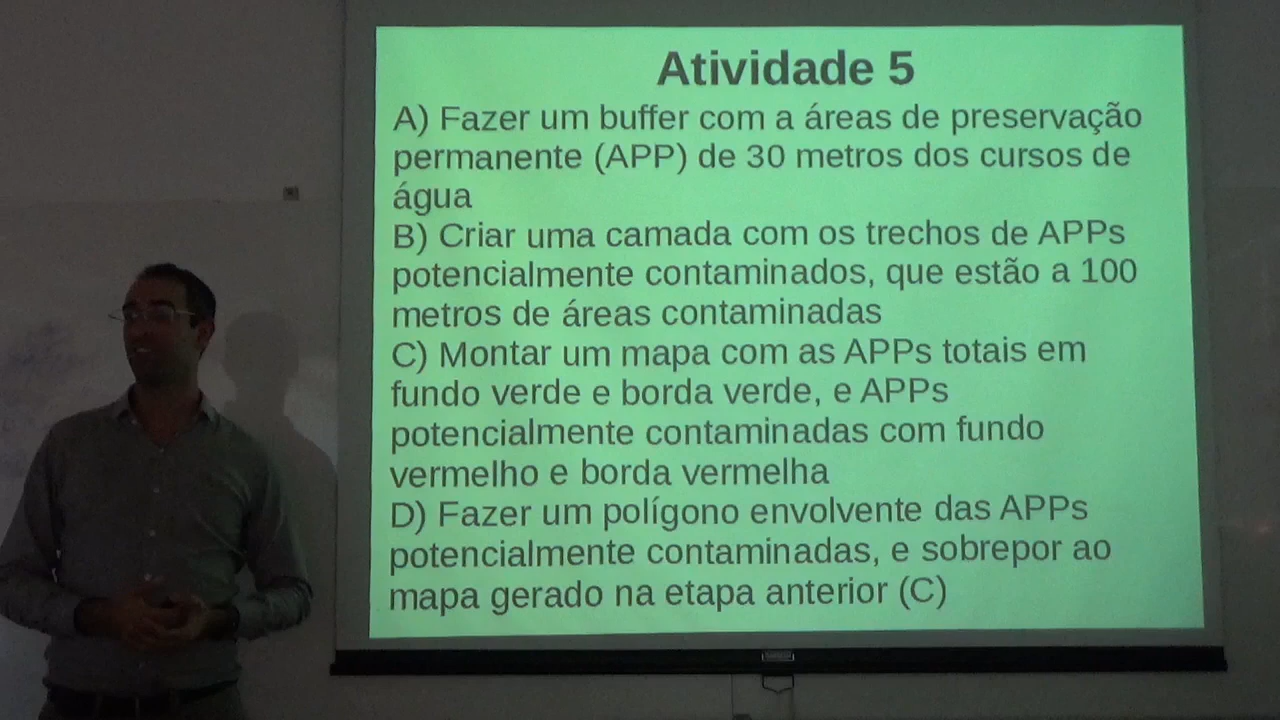 Atividade 5
A) Fazer um buffer com a áreas de preservação
permanente (APP) de 30 metros dos cursos de
água
B) Criar uma camada com os trechos de APPs
potencialmente contaminados, que estão a 100
metros de áreas contaminadas
C) Montar um mapa com as APPs totais em
fundo verde e borda verde, e APPs
potencialmente contaminadas com fundo
vermelho e borda vermelha
D) Fazer um polígono envolvente das APPs
potencialmente contaminadas, e sobrepor ao
mapa gerado na etapa anterior (C)